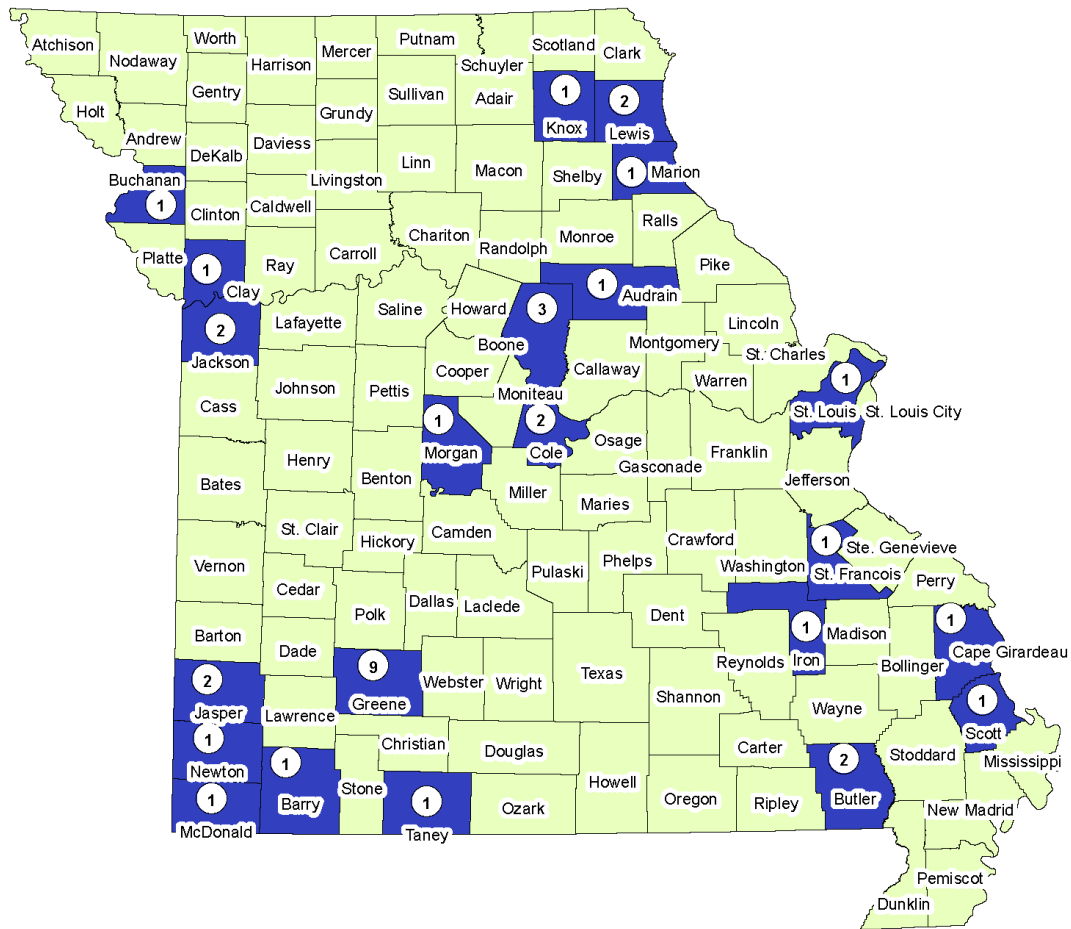 Atchison
Nodaway
Worth
Harrison
Mercer
Putnam
Schuyler
Scotland
Clark
Holt
Gentry
Grundy
Sullivan
Adair
1
Knox
2
Lewis
Andrew
DeKalb
Daviess
Livingston
Linn
Macon
Shelby
1
Marion
Buchanan
1
Clinton
Caldwell
Chariton
Randolph
Monroe
Ralls
Platte
1
Clay
Ray
Carroll
Pike
2
Jackson
Lafayette
Saline
Howard
3
Boone
1
Audrain
Callaway
Montgomery
Lincoln
Warren
St. Charles
1
St. Louis
St. Louis City
Cass
Johnson
Pettis
Cooper
Moniteau
1
Morgan
2
Cole
Osage
Gasconade
Franklin
Jefferson
Bates
Henry
Benton
Miller
Maries
St. Clair
Hickory
Camden
Pulaski
Phelps
Crawford
Washington
1
St. Francois
Ste. Genevieve
Perry
Vernon
Cedar
Polk
Dallas
Laclede
Dent
Reynolds
1
Iron
Madison
Bollinger
1
Cape Girardeau
Barton
Dade
9
Greene
Webster
Wright
Texas
Shannon
Wayne
1
Scott
2
Jasper
Lawrence
Christian
Douglas
Howell
Carter
Stoddard
Mississippi
1
Newton
1
Barry
Stone
1
Taney
Ozark
Oregon
Ripley
2
Butler
New Madrid
1
McDonald
Pemiscot
Dunklin